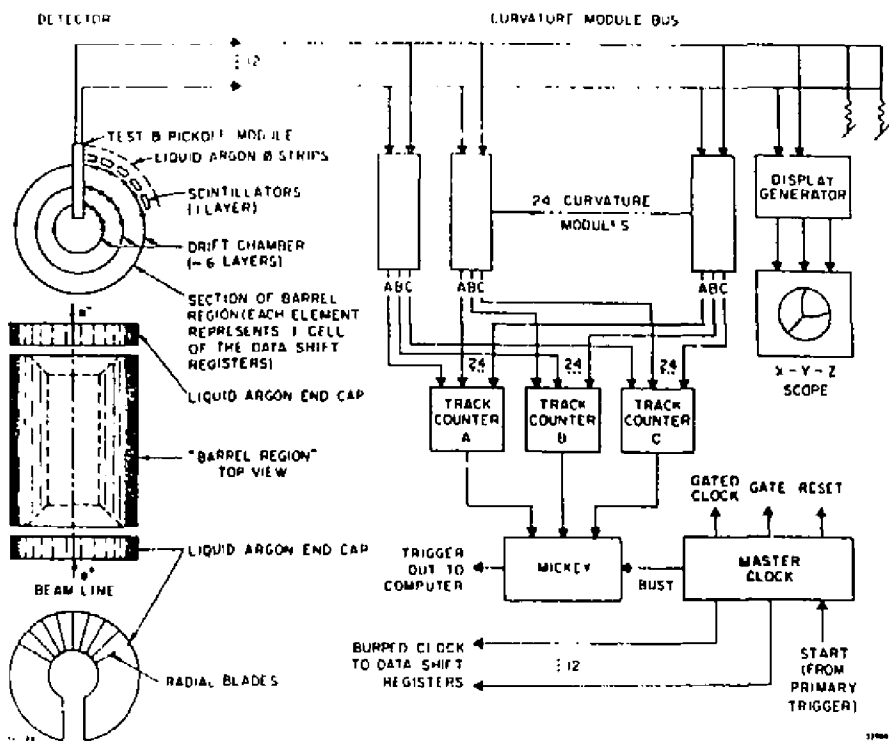 DETECTOR
CURVATURE MODULE BUS
12
TEST & PICKOFF MODULE
LIQUID ARGON Ø STRIPS
SCINTILLATORS
(1 LAYER)
DRIFT CHAMBER
(~6 LAYERS)
SECTION OF BARREL
REGION (EACH ELEMENT
REPRESENTS 1 CELL
OF THE DATA SHIFT
REGISTERS)
LIQUID ARGON END CAP
"BARREL REGION"
TOP VIEW
LIQUID ARGON END CAP
BEAM LINE
RADIAL BLADES
24 CURVATURE
MODULES
DISPLAY
GENERATOR
X-Y-Z
SCOPE
ABC
ABC
ABC
24
24
24
TRACK
COUNTER
A
TRACK
COUNTER
B
TRACK
COUNTER
C
GATED
CLOCK
GATE
RESET
TRIGGER
OUT TO
COMPUTER
MICKEY
BUST
MASTER
CLOCK
BURPED CLOCK
TO DATA SHIFT
REGISTERS
12
START
(FROM
PRIMARY
TRIGGER)